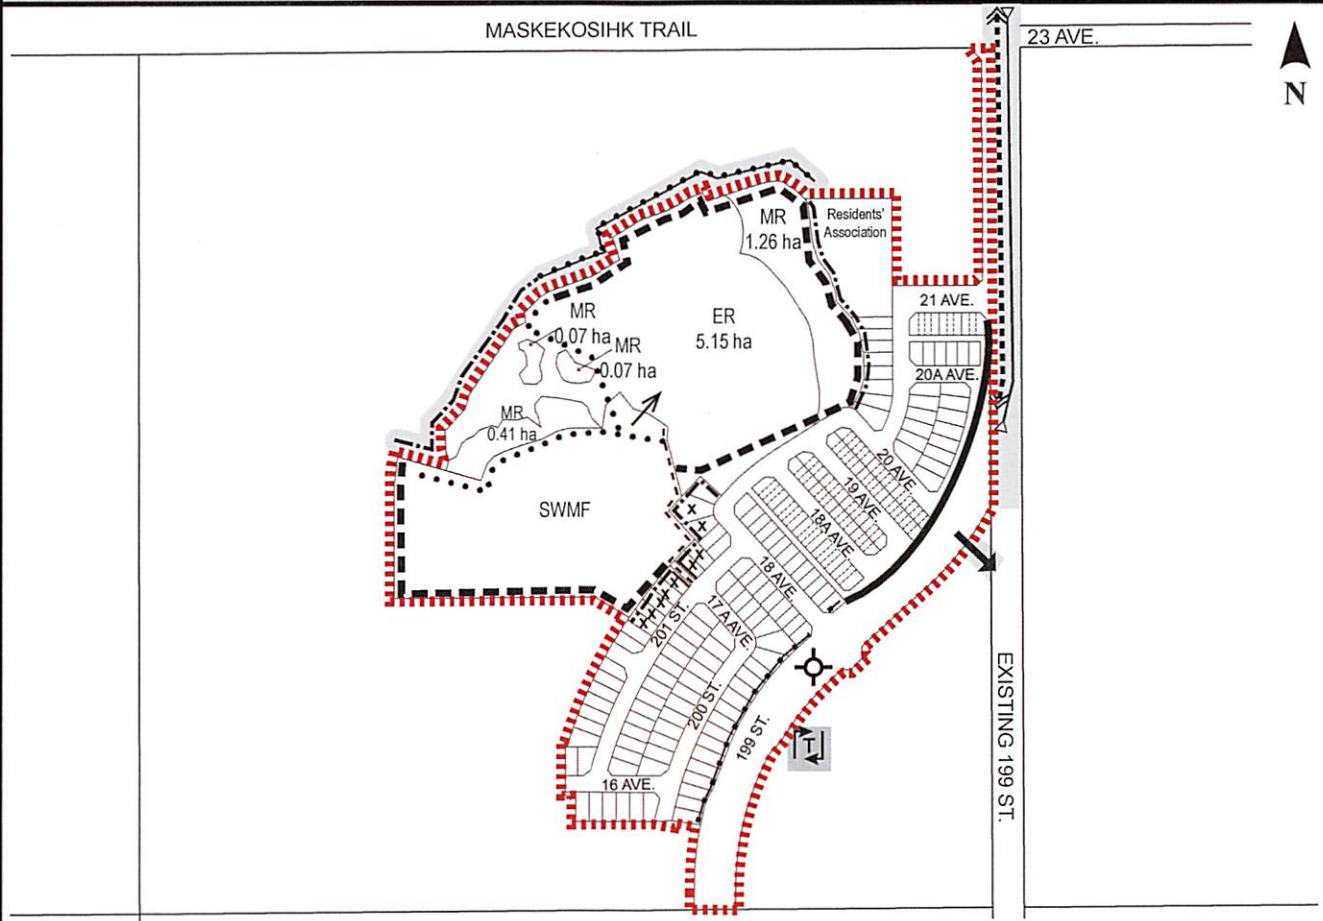 MASKEKOSIHK TRAIL
23 AVE.
N
MR
1.26 ha
Residents'
Association
21 AVE.
MR
0.07 ha
ER
5.15 ha
MR
0.07 ha
20A AVE.
MR
0.41 ha
20 AVE.
19 AVE.
SWMF
18A AVE.
18 AVE.
17A AVE.
201 ST.
200 ST.
199 ST.
T
EXISTING 199 ST.
16 AVE.